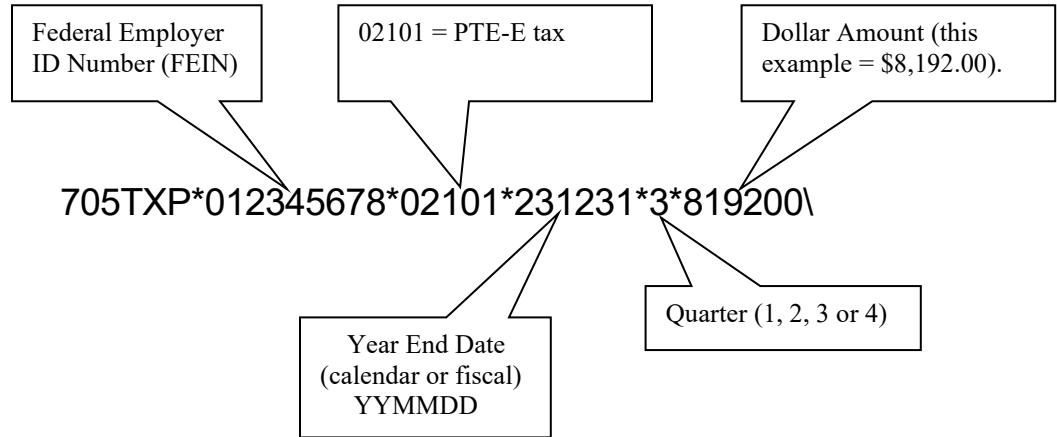 Federal Employer
ID Number (FEIN)
02101 = PTE-E tax
Dollar Amount (this
example = $8,192.00).
705TXP*012345678*02101*231231*3*819200\
Year End Date
(calendar or fiscal)
YYMMDD
Quarter (1, 2, 3 or 4)